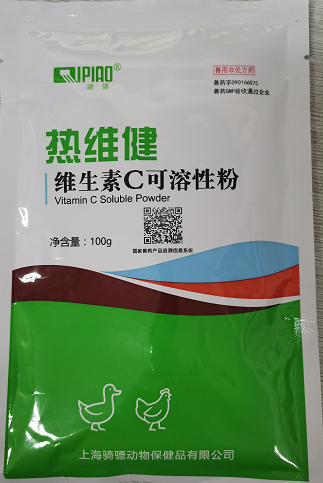 QIPIAO®
骑骠
兽用非处方药
兽药字090166075
兽药GMP验收通过企业
热维健
维生素C可溶性粉
Vitamin C Soluble Powder
净含量：100g
国家兽药产品追溯信息系统
上海骑骠动物保健品有限公司